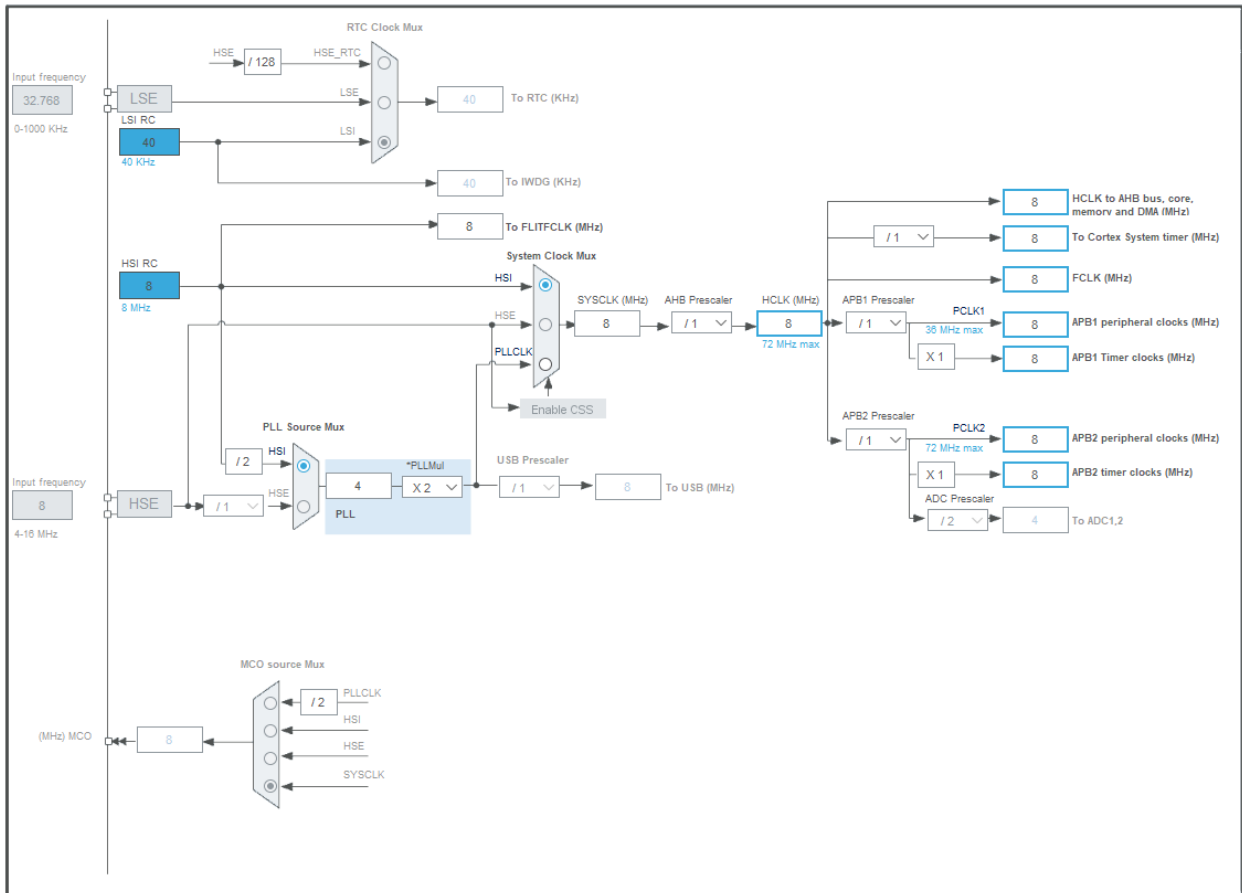 RTC Clock Mux
HSE
/ 128
HSE_RTC
Input frequency
32.768
0-1000 KHz
LSE
LSE
40
To RTC (KHz)
LSI RC
40
40 KHz
LSI
40
To IWDG (KHz)
8
To FLITFCLK (MHz)
HSI RC
8
8 MHz
System Clock Mux
HSI
HSE
PLLCLK
Enable CSS
SYSCLK (MHz)
8
AHB Prescaler
/ 1
HCLK (MHz)
8
72 MHz max
8
HCLK to AHB bus, core,
memory and DMA (MHz)
/ 1
8
To Cortex System timer (MHz)
8
FCLK (MHz)
APB1 Prescaler
/ 1
PCLK1
36 MHz max
8
APB1 peripheral clocks (MHz)
X 1
8
APB1 Timer clocks (MHz)
APB2 Prescaler
/ 1
PCLK2
72 MHz max
8
APB2 peripheral clocks (MHz)
X 1
8
APB2 timer clocks (MHz)
ADC Prescaler
/ 2
4
To ADC1,2
PLL Source Mux
/ 2
HSI
Input frequency
8
4-16 MHz
HSE
/ 1
HSE
4
*PLLMul
X 2
PLL
USB Prescaler
/ 1
8
To USB (MHz)
MCO source Mux
/ 2
PLLCLK
HSI
HSE
SYSCLK
(MHz) MCO
8